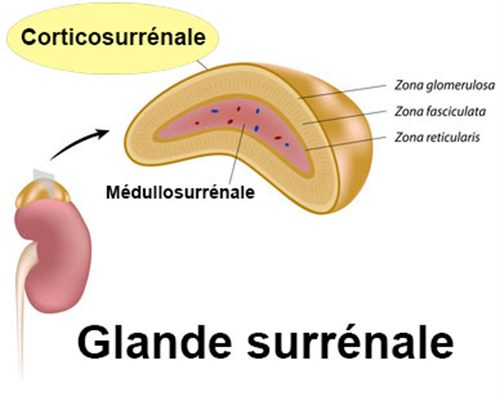 Corticosurrénale
Zona glomerulosa
Zona fasciculata
Zona reticularis
Médullosurrénale
Glande surrénale